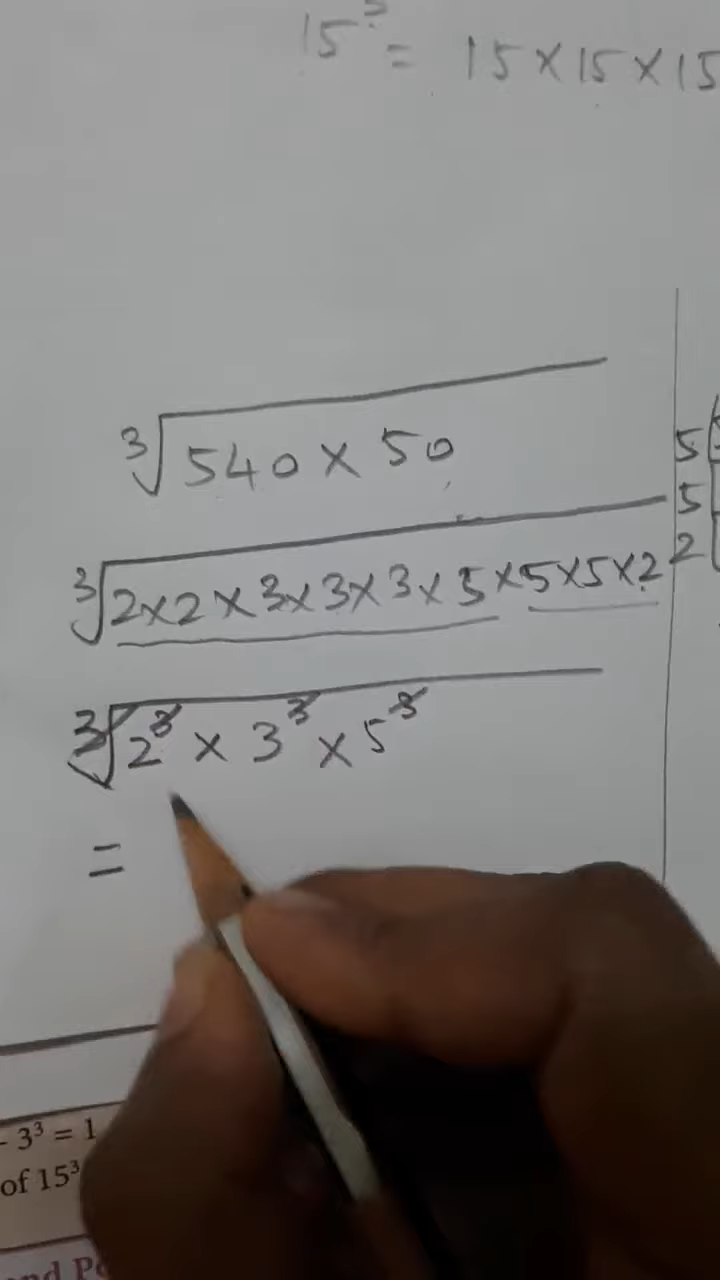 15³ = 15 × 15 × 15
∛540 × 50
5
5
∛2×2×3×3×3×5×5×5×2
2
∛2³ × 3³ × 5³
=
- 3³ = 1
of 15³
and